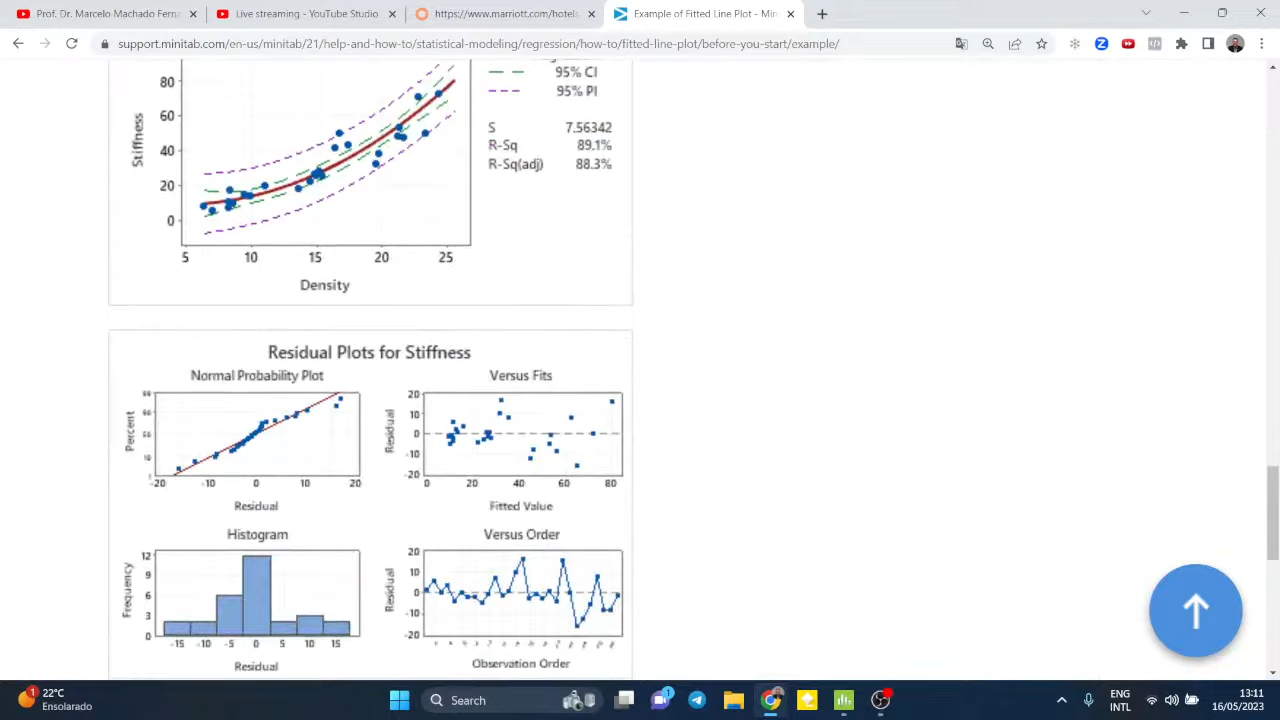 Prof. Dr. Marcelo Machado Fern
Live streaming - YouTube Studio
https://www.marriott.com/hotels
Example of Fitted Line Plot - Min
support.minitab.com/en-us/minitab/21/help-and-how-to/statistical-modeling/regression/how-to/fitted-line-plot/before-you-start/example/
95% CI
95% PI
S 7.56342
R-Sq 89.1%
R-Sq(adj) 88.3%
Stiffness
80
60
40
20
0
5 10 15 20 25
Density
Residual Plots for Stiffness
Normal Probability Plot
Percent
-20 -10 0 10 20
Residual
Versus Fits
Residual
20
10
0
-10
-20
0 20 40 60 80
Fitted Value
Histogram
Frequency
12
9
6
3
0
-15 -10 -5 0 5 10 15
Residual
Versus Order
Residual
20
10
0
-10
-20
Observation Order
1
22°C
Ensolarado
Search
1
ENG
INTL
13:11
16/05/2023